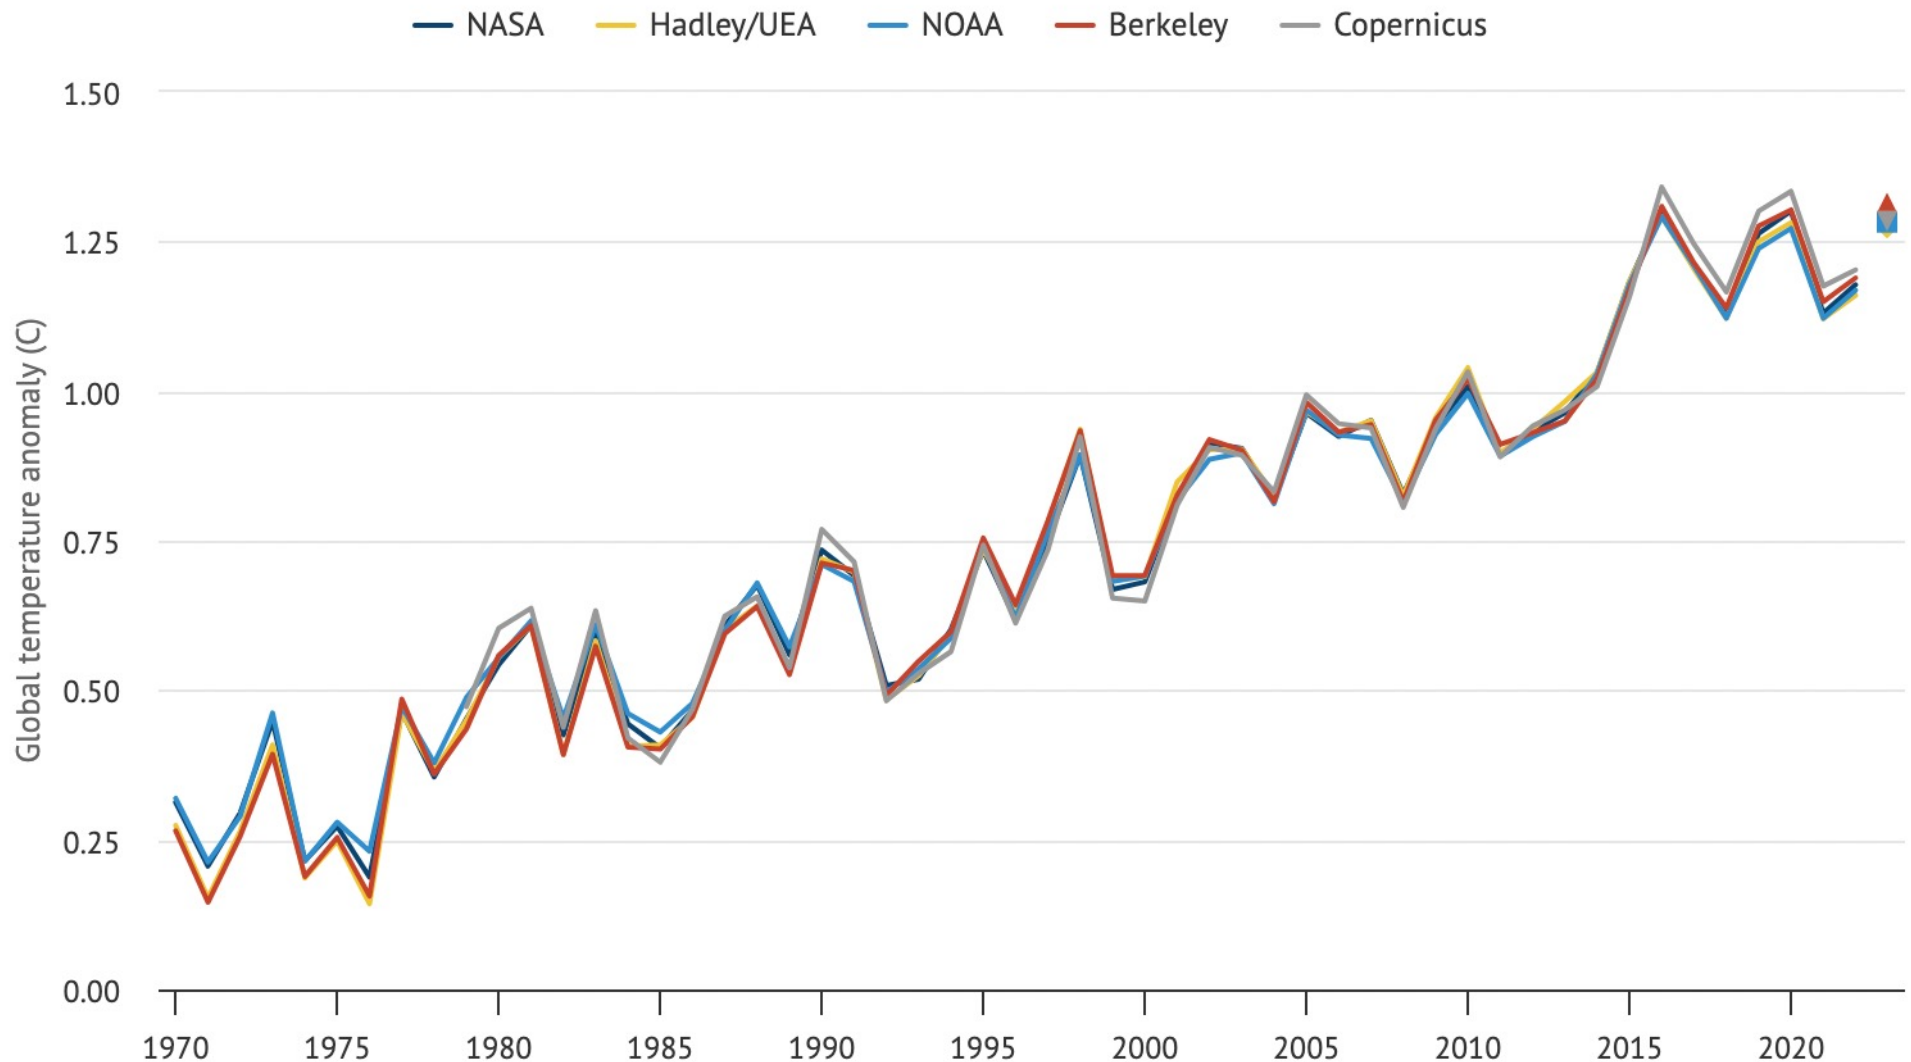 NASA Hadley/UEA NOAA Berkeley Copernicus
Global temperature anomaly (C)
1.50
1.25
1.00
0.75
0.50
0.25
0.00
1970 1975 1980 1985 1990 1995 2000 2005 2010 2015 2020